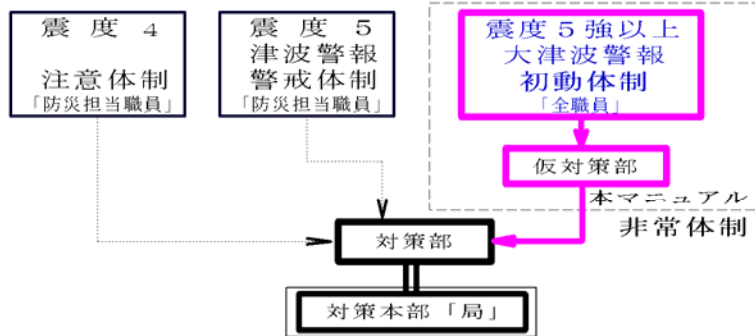 震度4
注意体制
「防災担当職員」
震度5
津波警報
警戒体制
「防災担当職員」
震度5強以上
大津波警報
初動体制
「全職員」
仮対策部
本マニュアル
非常体制
対策部
対策本部「局」